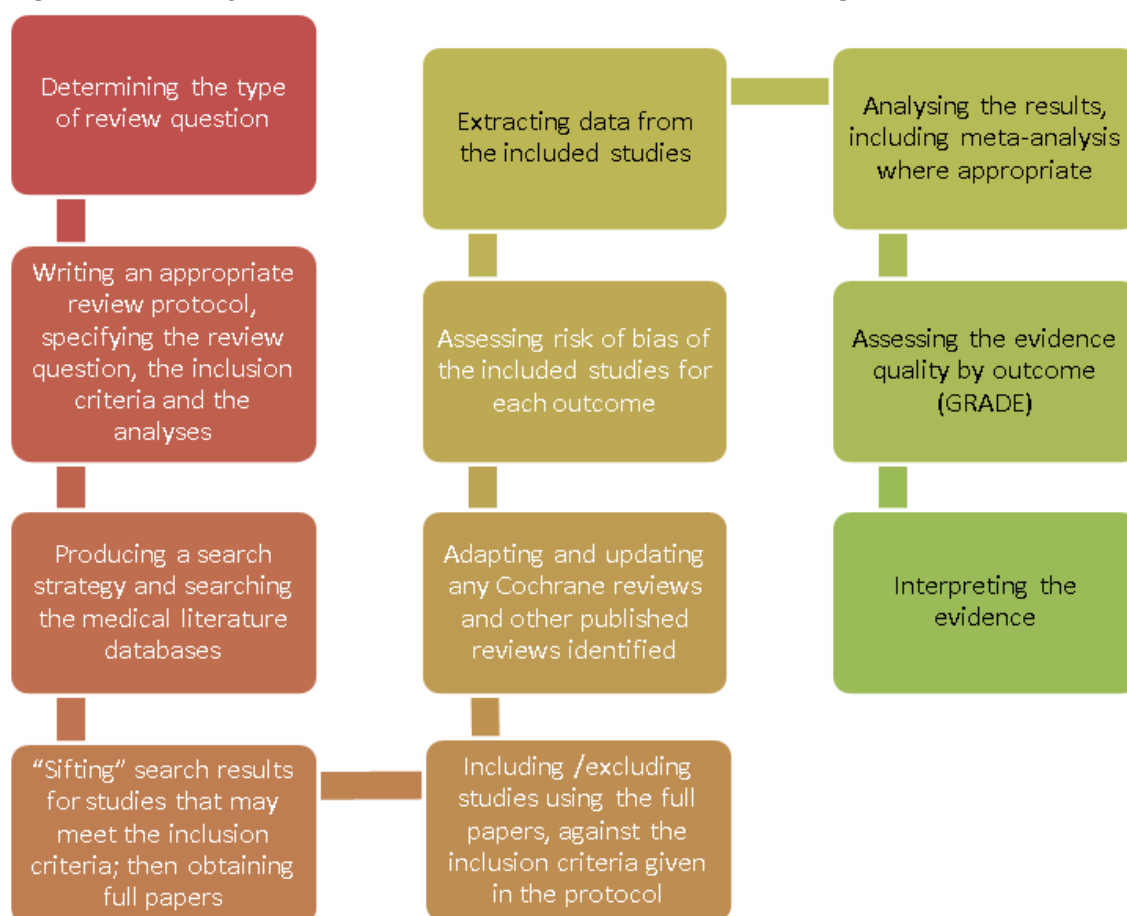 Determining the type
of review question
Writing an appropriate
review protocol,
specifying the review
question, the inclusion
criteria and the
analyses
Producing a search
strategy and searching
the medical literature
databases
“Sifting” search results
for studies that may
meet the inclusion
criteria; then obtaining
full papers
Including /excluding
studies using the full
papers, against the
inclusion criteria given
in the protocol
Adapting and updating
any Cochrane reviews
and other published
reviews identified
Assessing risk of bias of
the included studies for
each outcome
Extracting data from
the included studies
Analysing the results,
including meta-analysis
where appropriate
Assessing the evidence
quality by outcome
(GRADE)
Interpreting the
evidence